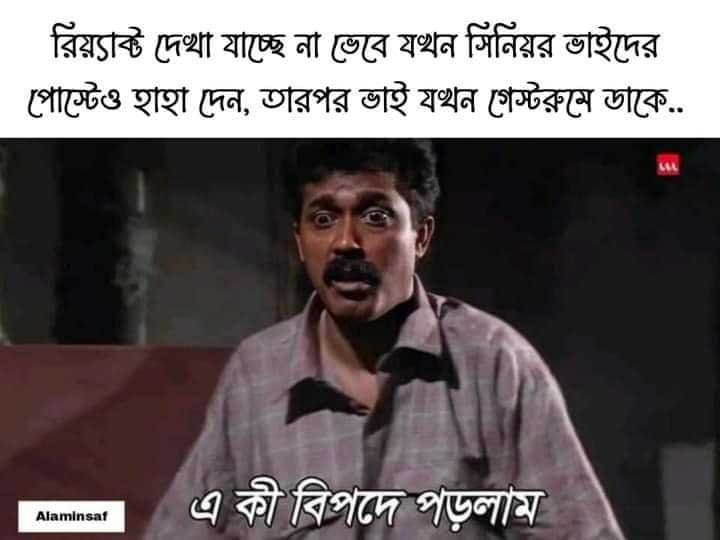 রিয়্যাক্ট দেখা যাচ্ছে না ভেবে যখন সিনিয়র ভাইদের
পোস্টেও হাহা দেন, তারপর ভাই যখন গেস্টরুমে ডাকে..
এ কী বিপদে পড়লাম
Alaminsaf